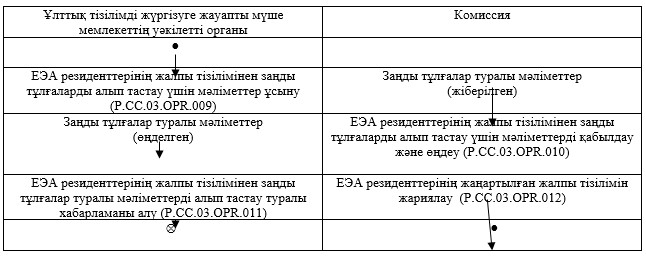 Ұлттық тізілімді жүргізуге жауапты мүше
мемлекеттің уәкілетті органы
Комиссия
ЕЭА резиденттерінің жалпы тізілімінен заңды
тұлғаларды алып тастау үшін мәліметтер ұсыну
(P.CC.03.OPR.009)
Заңды тұлғалар туралы мәліметтер
(жіберілген)
Заңды тұлғалар туралы мәліметтер
(өңделген)
ЕЭА резиденттерінің жалпы тізілімінен заңды
тұлғаларды алып тастау үшін мәліметтерді қабылдау
және өңдеу (P.CC.03.OPR.010)
ЕЭА резиденттерінің жалпы тізілімінен заңды
тұлғалар туралы мәліметтерді алып тастау туралы
хабарламаны алу (P.CC.03.OPR.011)
ЕЭА резиденттерінің жаңартылған жалпы тізілімін
жариялау (P.CC.03.OPR.012)